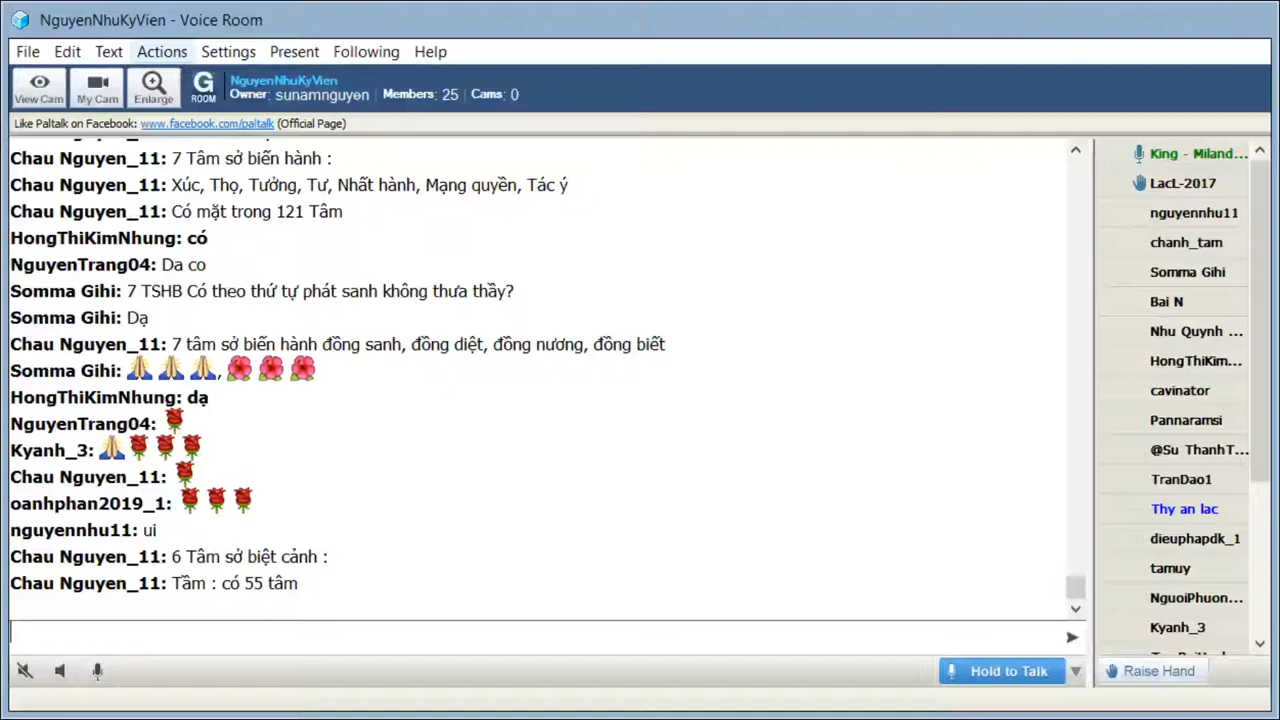 NguyenNhuKyVien - Voice Room
File Edit Text Actions Settings Present Following Help
View Cam My Cam Enlarge G ROOM
NguyenNhuKyVien
Owner: sunamnguyen Members: 25 Cams: 0
Like Paltalk on Facebook: www.facebook.com/paltalk (Official Page)
Chau Nguyen_11: 7 Tâm sở biến hành :
Chau Nguyen_11: Xúc, Thọ, Tưởng, Tư, Nhất hành, Mạng quyền, Tác ý
Chau Nguyen_11: Có mặt trong 121 Tâm
HongThiKimNhung: có
NguyenTrang04: Da co
Somma Gihi: 7 TSHB Có theo thứ tự phát sanh không thưa thầy?
Somma Gihi: Dạ
Chau Nguyen_11: 7 tâm sở biến hành đồng sanh, đồng diệt, đồng nương, đồng biết
Somma Gihi: 🙏 🙏 🙏, 🌺 🌺 🌺
HongThiKimNhung: dạ
NguyenTrang04: 🌹
Kyanh_3: 🙏🌹🌹🌹
Chau Nguyen_11: 🌹
oanhphan2019_1: 🌹🌹🌹
nguyennhu11: ui
Chau Nguyen_11: 6 Tâm sở biệt cảnh :
Chau Nguyen_11: Tầm : có 55 tâm
Hold to Talk
King - Miland...
LacL-2017
nguyennhu11
chanh_tam
Somma Gihi
Bai N
Nhu Quynh ...
HongThiKim...
cavinator
Pannaramsi
@Su ThanhT...
TranDao1
Thy an lac
dieuphapdk_1
tamuy
NguoiPhuon...
Kyanh_3
Raise Hand